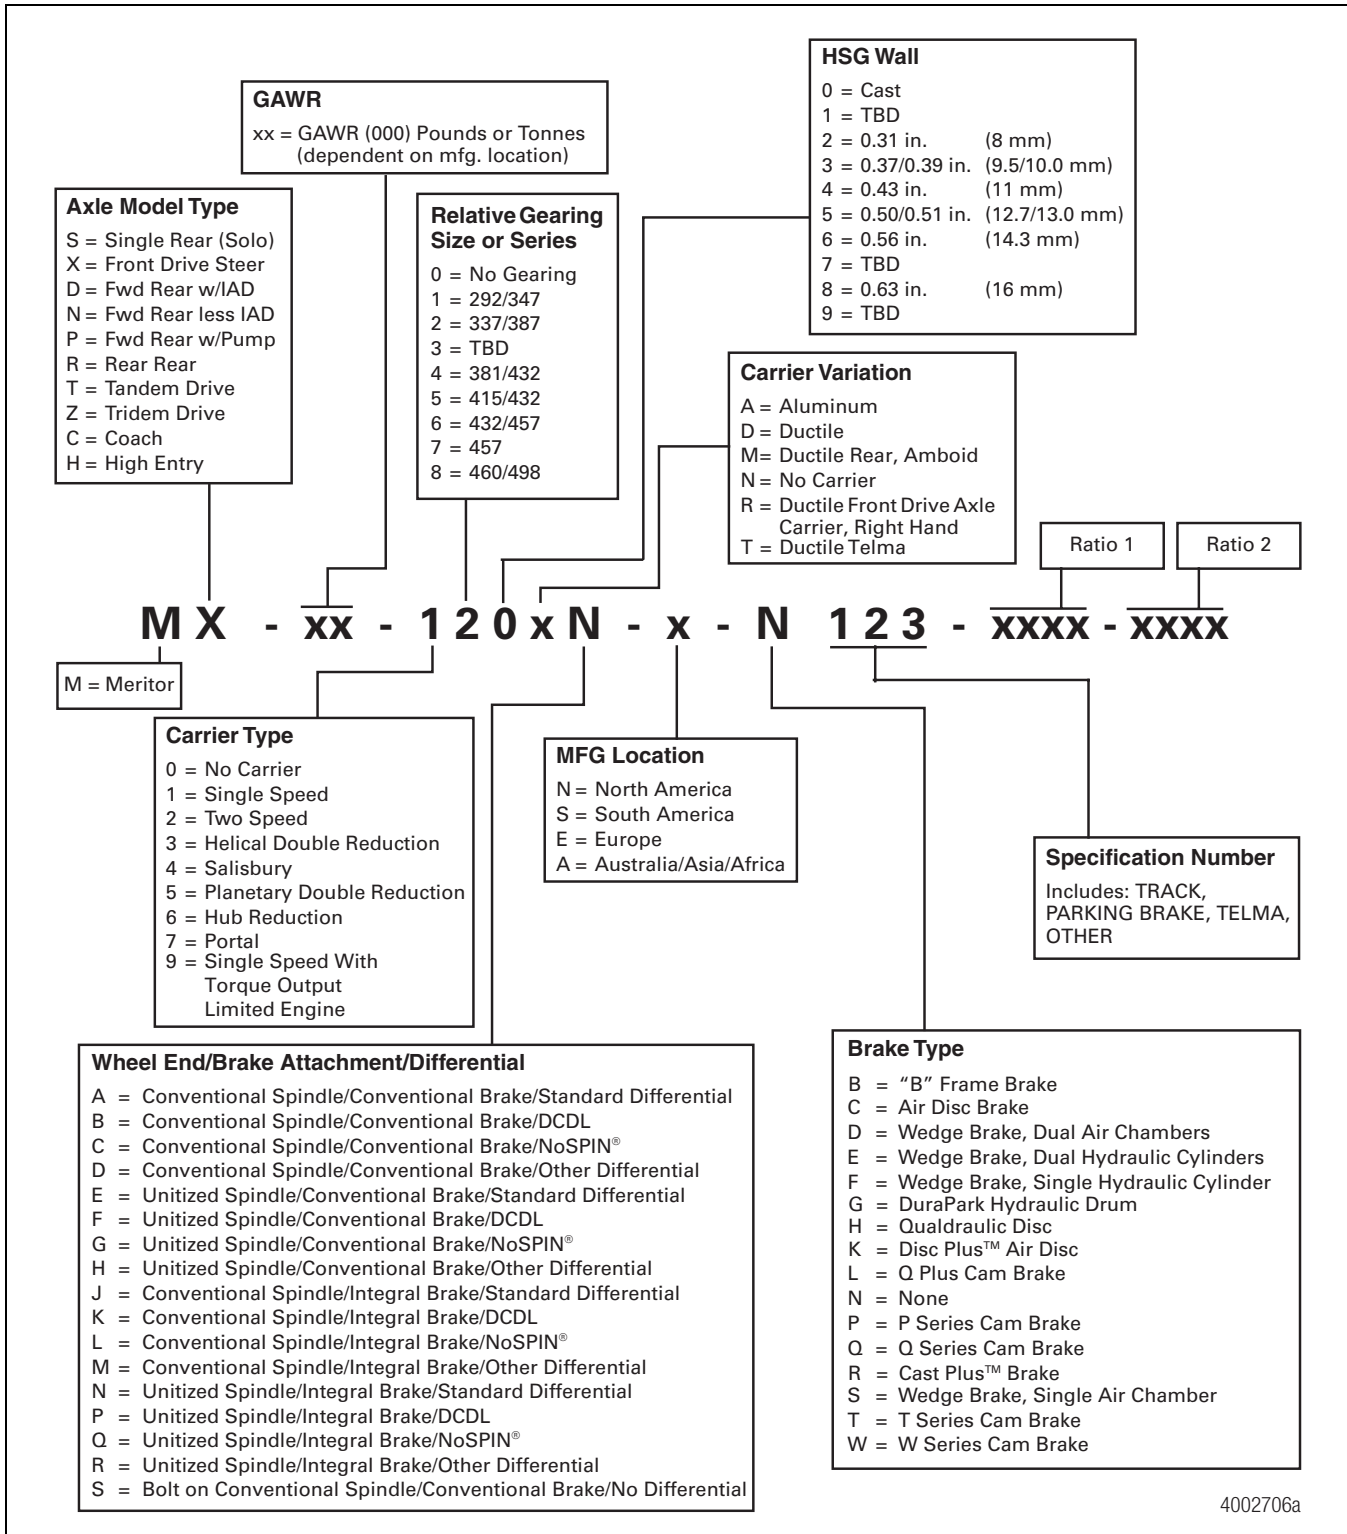 HSG Wall
0 = Cast
1 = TBD
2 = 0.31 in. (8 mm)
3 = 0.37/0.39 in. (9.5/10.0 mm)
4 = 0.43 in. (11 mm)
5 = 0.50/0.51 in. (12.7/13.0 mm)
6 = 0.56 in. (14.3 mm)
7 = TBD
8 = 0.63 in. (16 mm)
9 = TBD
GAWR
xx = GAWR (000) Pounds or Tonnes
(dependent on mfg. location)
Axle Model Type
S = Single Rear (Solo)
X = Front Drive Steer
D = Fwd Rear w/IAD
N = Fwd Rear less IAD
P = Fwd Rear w/Pump
R = Rear Rear
T = Tandem Drive
Z = Tridem Drive
C = Coach
H = High Entry
Relative Gearing
Size or Series
0 = No Gearing
1 = 292/347
2 = 337/387
3 = TBD
4 = 381/432
5 = 415/432
6 = 432/457
7 = 457
8 = 460/498
Carrier Variation
A = Aluminum
D = Ductile
M= Ductile Rear, Amboid
N = No Carrier
R = Ductile Front Drive Axle
Carrier, Right Hand
T = Ductile Telma
Ratio 1
Ratio 2
M X - xx - 1 2 0 x N - x - N 1 2 3 - xxxx - xxxx
M = Meritor
Carrier Type
0 = No Carrier
1 = Single Speed
2 = Two Speed
3 = Helical Double Reduction
4 = Salisbury
5 = Planetary Double Reduction
6 = Hub Reduction
7 = Portal
9 = Single Speed With
Torque Output
Limited Engine
MFG Location
N = North America
S = South America
E = Europe
A = Australia/Asia/Africa
Specification Number
Includes: TRACK,
PARKING BRAKE, TELMA,
OTHER
Wheel End/Brake Attachment/Differential
A = Conventional Spindle/Conventional Brake/Standard Differential
B = Conventional Spindle/Conventional Brake/DCDL
C = Conventional Spindle/Conventional Brake/NoSPIN®
D = Conventional Spindle/Conventional Brake/Other Differential
E = Unitized Spindle/Conventional Brake/Standard Differential
F = Unitized Spindle/Conventional Brake/DCDL
G = Unitized Spindle/Conventional Brake/NoSPIN®
H = Unitized Spindle/Conventional Brake/Other Differential
J = Conventional Spindle/Integral Brake/Standard Differential
K = Conventional Spindle/Integral Brake/DCDL
L = Conventional Spindle/Integral Brake/NoSPIN®
M = Conventional Spindle/Integral Brake/Other Differential
N = Unitized Spindle/Integral Brake/Standard Differential
P = Unitized Spindle/Integral Brake/DCDL
Q = Unitized Spindle/Integral Brake/NoSPIN®
R = Unitized Spindle/Integral Brake/Other Differential
S = Bolt on Conventional Spindle/Conventional Brake/No Differential
Brake Type
B = “B” Frame Brake
C = Air Disc Brake
D = Wedge Brake, Dual Air Chambers
E = Wedge Brake, Dual Hydraulic Cylinders
F = Wedge Brake, Single Hydraulic Cylinder
G = DuraPark Hydraulic Drum
H = Qualdraulic Disc
K = Disc Plus™ Air Disc
L = Q Plus Cam Brake
N = None
P = P Series Cam Brake
Q = Q Series Cam Brake
R = Cast Plus™ Brake
S = Wedge Brake, Single Air Chamber
T = T Series Cam Brake
W = W Series Cam Brake
4002706a